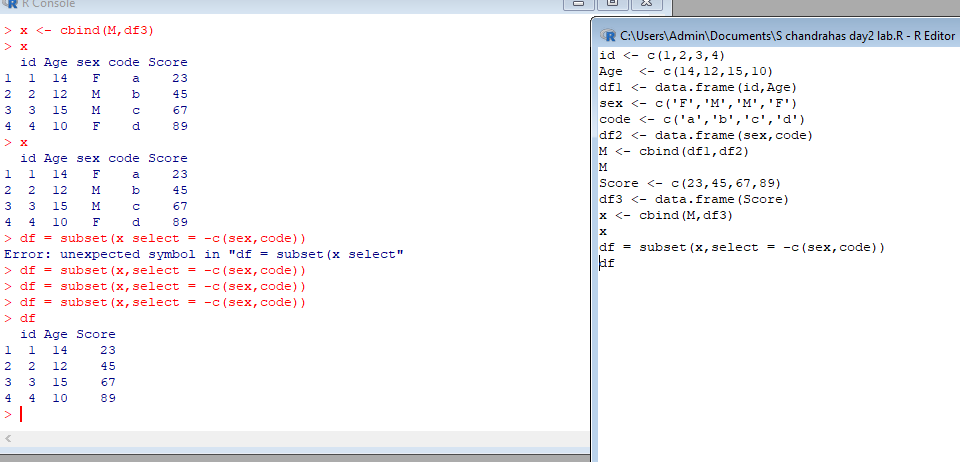 R Console
> x <- cbind(M,df3)
> x
  id Age sex code Score
1  1  14   F    a    23
2  2  12   M    b    45
3  3  15   M    c    67
4  4  10   F    d    89
> x
  id Age sex code Score
1  1  14   F    a    23
2  2  12   M    b    45
3  3  15   M    c    67
4  4  10   F    d    89
> df = subset(x select = -c(sex,code))
Error: unexpected symbol in "df = subset(x select"
> df = subset(x,select = -c(sex,code))
> df = subset(x,select = -c(sex,code))
> df = subset(x,select = -c(sex,code))
> df
  id Age Score
1  1  14    23
2  2  12    45
3  3  15    67
4  4  10    89
>
C:\Users\Admin\Documents\S chandrahas day2 lab.R - R Editor
id <- c(1,2,3,4)
Age  <- c(14,12,15,10)
df1 <- data.frame(id,Age)
sex <- c('F','M','M','F')
code <- c('a','b','c','d')
df2 <- data.frame(sex,code)
M <- cbind(df1,df2)
M
Score <- c(23,45,67,89)
df3 <- data.frame(Score)
x <- cbind(M,df3)
x
df = subset(x,select = -c(sex,code))
df